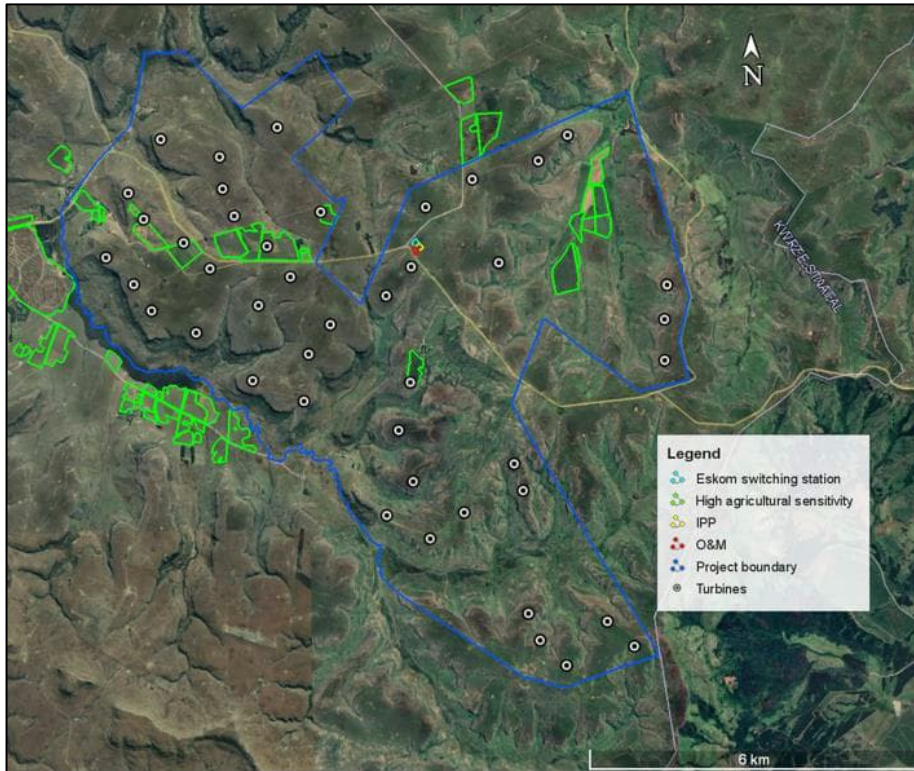 N
KWAZULU-NATAL
Legend
Eskom switching station
High agricultural sensitivity
IPP
O&M
Project boundary
Turbines
6 km